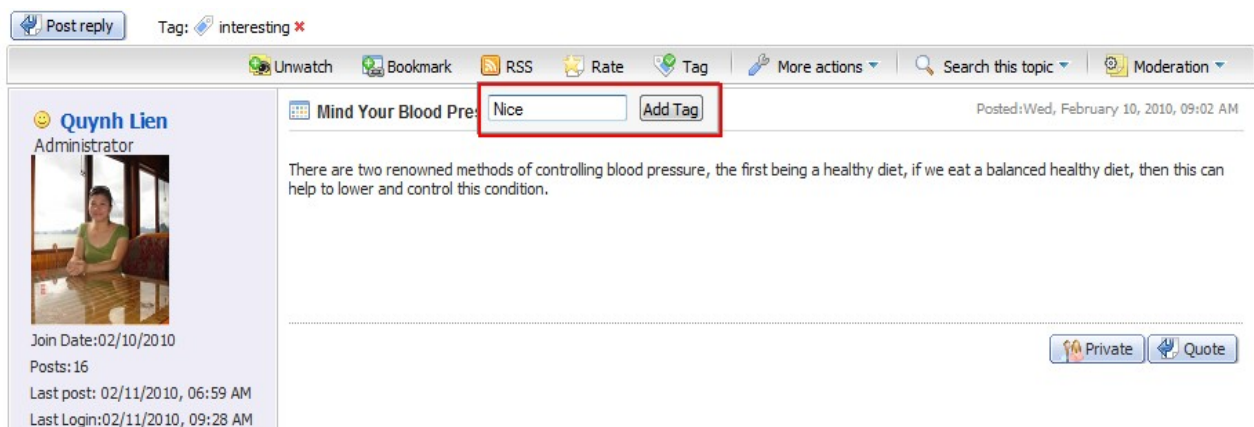 Post reply Tag: interesting
Unwatch Bookmark RSS Rate Tag More actions Search this topic Moderation
Quynh Lien
Administrator
Join Date:02/10/2010
Posts:16
Last post: 02/11/2010, 06:59 AM
Last Login:02/11/2010, 09:28 AM
Mind Your Blood Pre Nice Add Tag Posted:Wed, February 10, 2010, 09:02 AM
There are two renowned methods of controlling blood pressure, the first being a healthy diet, if we eat a balanced healthy diet, then this can
help to lower and control this condition.
Private Quote